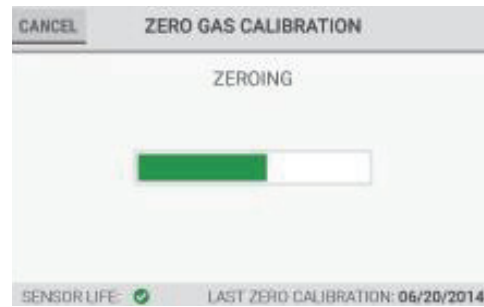 CANCEL ZERO GAS CALIBRATION
ZEROING
SENSOR LIFE: LAST ZERO CALIBRATION: 06/20/2014